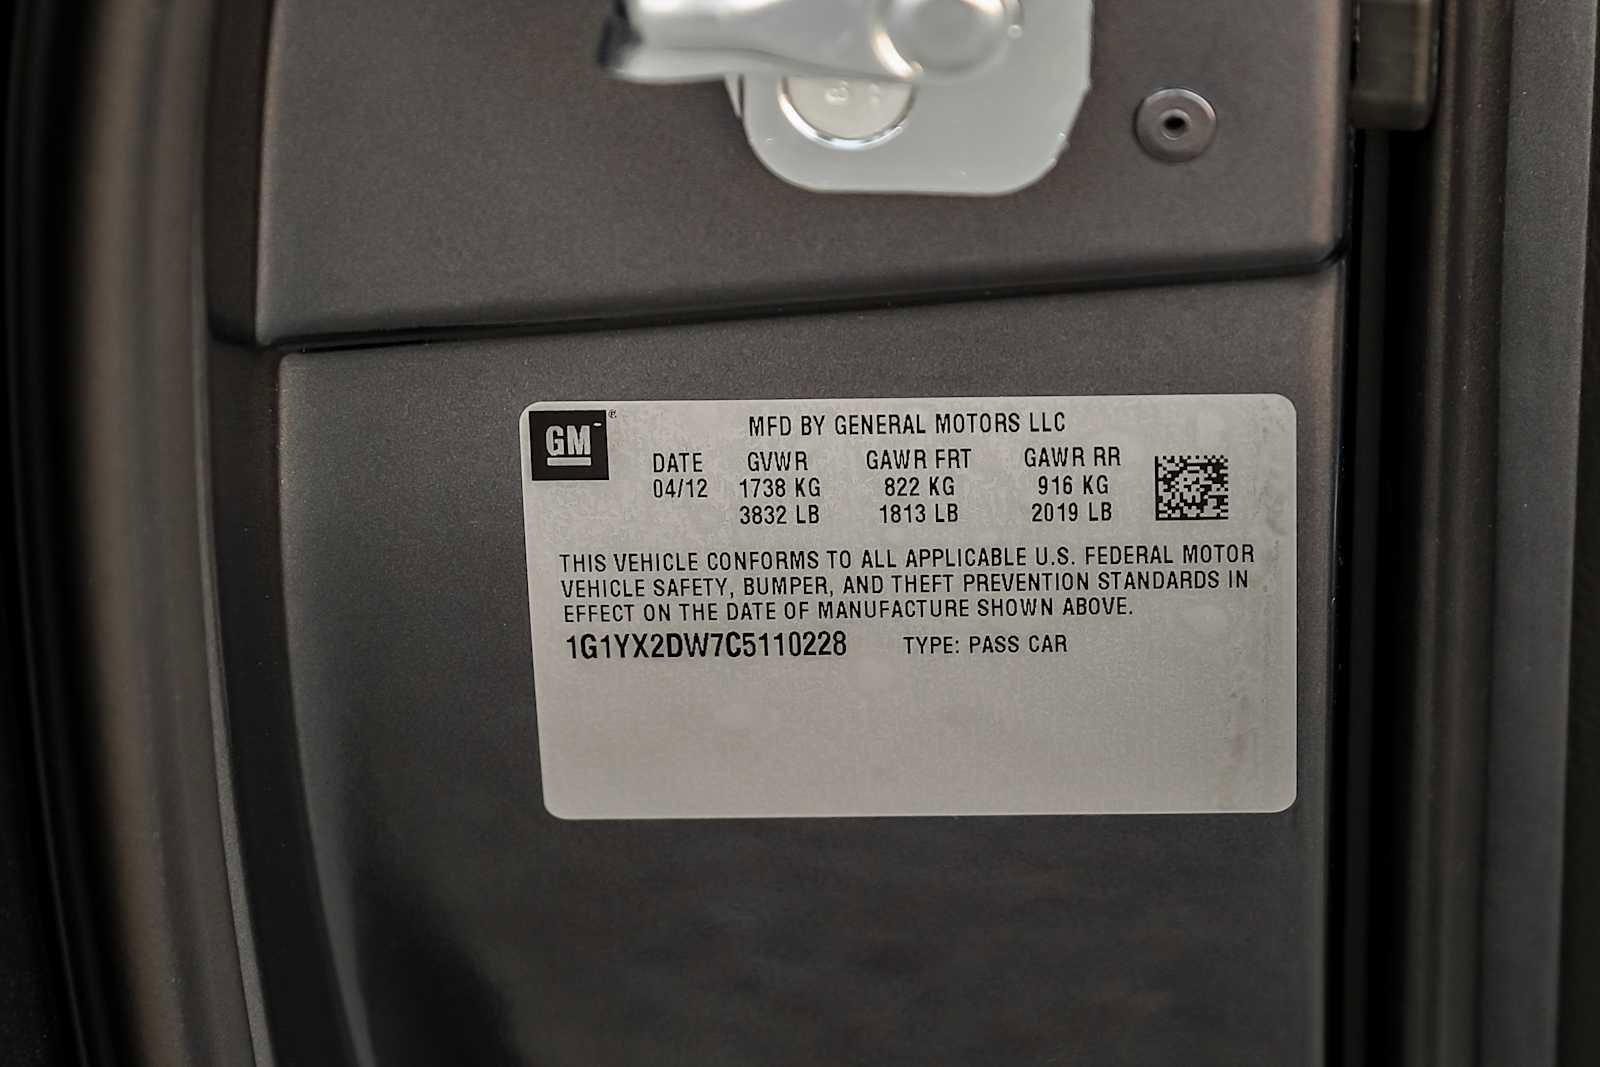 GM
MFD BY GENERAL MOTORS LLC
DATE GVWR GAWR FRT GAWR RR
04/12 1738 KG 822 KG 916 KG
3832 LB 1813 LB 2019 LB
THIS VEHICLE CONFORMS TO ALL APPLICABLE U.S. FEDERAL MOTOR
VEHICLE SAFETY, BUMPER, AND THEFT PREVENTION STANDARDS IN
EFFECT ON THE DATE OF MANUFACTURE SHOWN ABOVE.
1G1YX2DW7C5110228 TYPE: PASS CAR